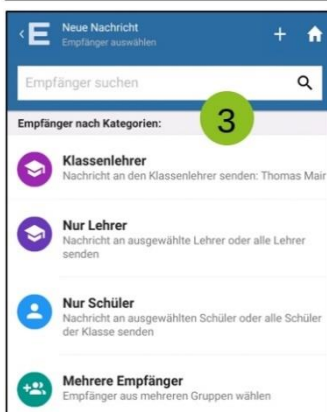 E
Neue Nachricht
Empfänger auswählen
Empfänger suchen
Empfänger nach Kategorien:
3
Klassenlehrer
Nachricht an den Klassenlehrer senden: Thomas Mair
Nur Lehrer
Nachricht an ausgewählte Lehrer oder alle Lehrer
senden
Nur Schüler
Nachricht an ausgewählten Schüler oder alle Schüler
der Klasse senden
Mehrere Empfänger
Empfänger aus mehreren Gruppen wählen